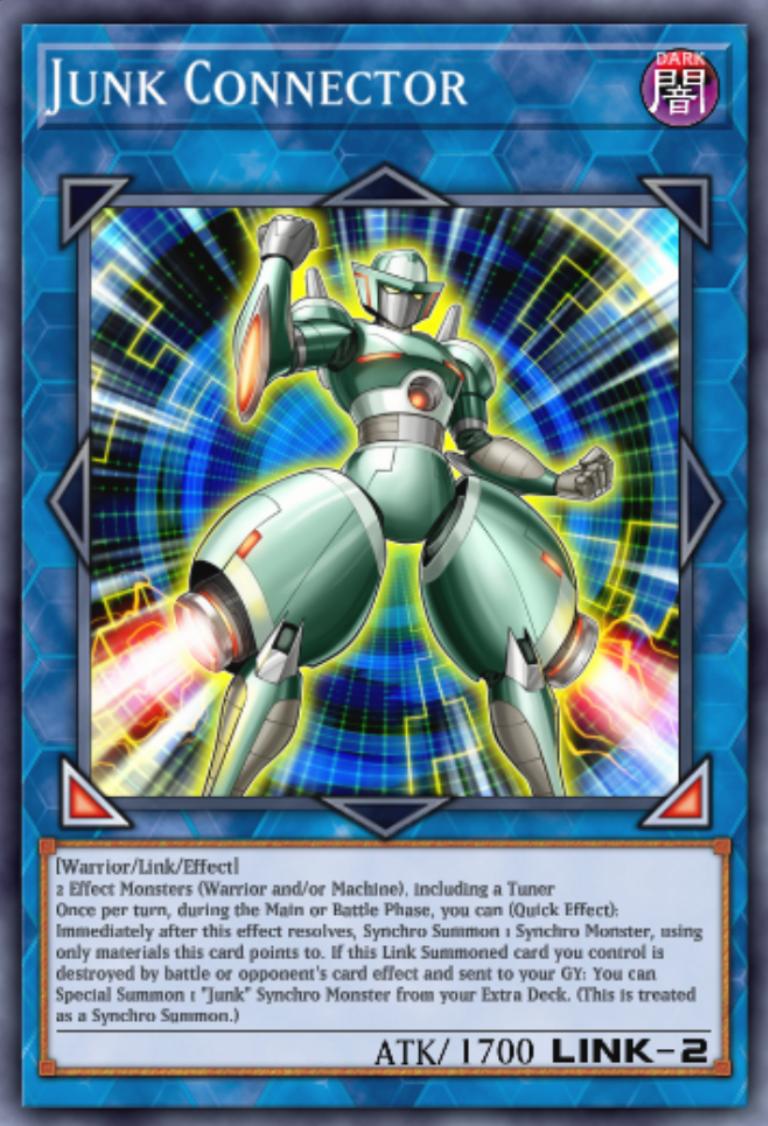 JUNK CONNECTOR
DARK
闇
[Warrior/Link/Effect]
2 Effect Monsters (Warrior and/or Machine), including a Tuner
Once per turn, during the Main or Battle Phase, you can (Quick Effect):
Immediately after this effect resolves, Synchro Summon 1 Synchro Monster, using
only materials this card points to. If this Link Summoned card you control is
destroyed by battle or opponent's card effect and sent to your GY: You can
Special Summon 1 "Junk" Synchro Monster from your Extra Deck. (This is treated
as a Synchro Summon.)
ATK/ 1700 LINK-2